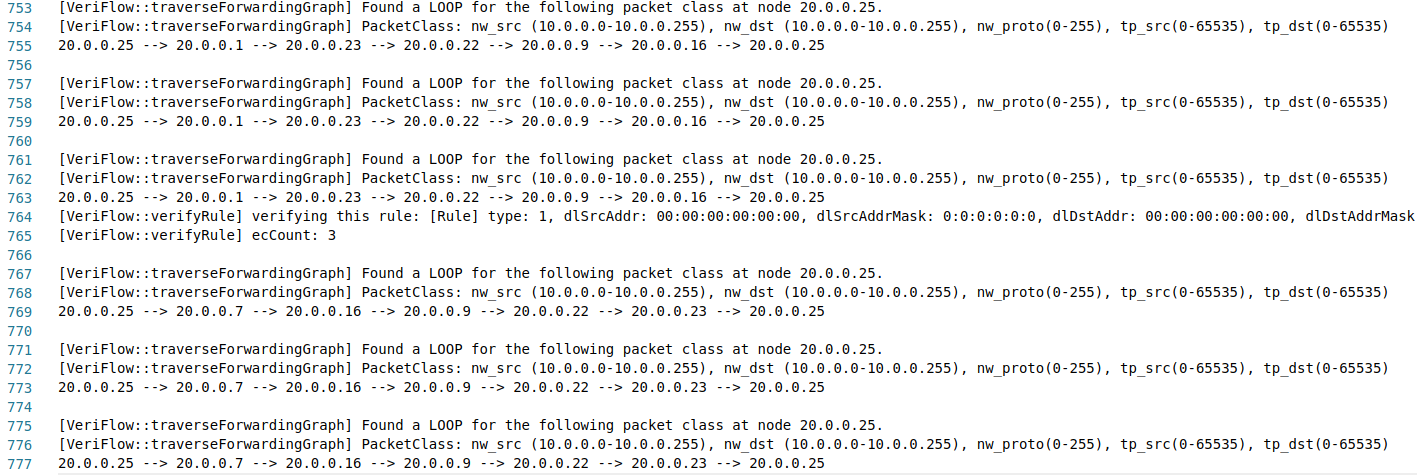 753 [VeriFlow::traverseForwardingGraph] Found a LOOP for the following packet class at node 20.0.0.25.
754 [VeriFlow::traverseForwardingGraph] PacketClass: nw_src (10.0.0.0-10.0.0.255), nw_dst (10.0.0.0-10.0.0.255), nw_proto(0-255), tp_src(0-65535), tp_dst(0-65535)
755 20.0.0.25 --> 20.0.0.1 --> 20.0.0.23 --> 20.0.0.22 --> 20.0.0.9 --> 20.0.0.16 --> 20.0.0.25
756
757 [VeriFlow::traverseForwardingGraph] Found a LOOP for the following packet class at node 20.0.0.25.
758 [VeriFlow::traverseForwardingGraph] PacketClass: nw_src (10.0.0.0-10.0.0.255), nw_dst (10.0.0.0-10.0.0.255), nw_proto(0-255), tp_src(0-65535), tp_dst(0-65535)
759 20.0.0.25 --> 20.0.0.1 --> 20.0.0.23 --> 20.0.0.22 --> 20.0.0.9 --> 20.0.0.16 --> 20.0.0.25
760
761 [VeriFlow::traverseForwardingGraph] Found a LOOP for the following packet class at node 20.0.0.25.
762 [VeriFlow::traverseForwardingGraph] PacketClass: nw_src (10.0.0.0-10.0.0.255), nw_dst (10.0.0.0-10.0.0.255), nw_proto(0-255), tp_src(0-65535), tp_dst(0-65535)
763 20.0.0.25 --> 20.0.0.1 --> 20.0.0.23 --> 20.0.0.22 --> 20.0.0.9 --> 20.0.0.16 --> 20.0.0.25
764 [VeriFlow::verifyRule] verifying this rule: [Rule] type: 1, dlSrcAddr: 00:00:00:00:00:00, dlSrcAddrMask: 0:0:0:0:0:0, dlDstAddr: 00:00:00:00:00:00, dlDstAddrMask
765 [VeriFlow::verifyRule] ecCount: 3
766
767 [VeriFlow::traverseForwardingGraph] Found a LOOP for the following packet class at node 20.0.0.25.
768 [VeriFlow::traverseForwardingGraph] PacketClass: nw_src (10.0.0.0-10.0.0.255), nw_dst (10.0.0.0-10.0.0.255), nw_proto(0-255), tp_src(0-65535), tp_dst(0-65535)
769 20.0.0.25 --> 20.0.0.7 --> 20.0.0.16 --> 20.0.0.9 --> 20.0.0.22 --> 20.0.0.23 --> 20.0.0.25
770
771 [VeriFlow::traverseForwardingGraph] Found a LOOP for the following packet class at node 20.0.0.25.
772 [VeriFlow::traverseForwardingGraph] PacketClass: nw_src (10.0.0.0-10.0.0.255), nw_dst (10.0.0.0-10.0.0.255), nw_proto(0-255), tp_src(0-65535), tp_dst(0-65535)
773 20.0.0.25 --> 20.0.0.7 --> 20.0.0.16 --> 20.0.0.9 --> 20.0.0.22 --> 20.0.0.23 --> 20.0.0.25
774
775 [VeriFlow::traverseForwardingGraph] Found a LOOP for the following packet class at node 20.0.0.25.
776 [VeriFlow::traverseForwardingGraph] PacketClass: nw_src (10.0.0.0-10.0.0.255), nw_dst (10.0.0.0-10.0.0.255), nw_proto(0-255), tp_src(0-65535), tp_dst(0-65535)
777 20.0.0.25 --> 20.0.0.7 --> 20.0.0.16 --> 20.0.0.9 --> 20.0.0.22 --> 20.0.0.23 --> 20.0.0.25